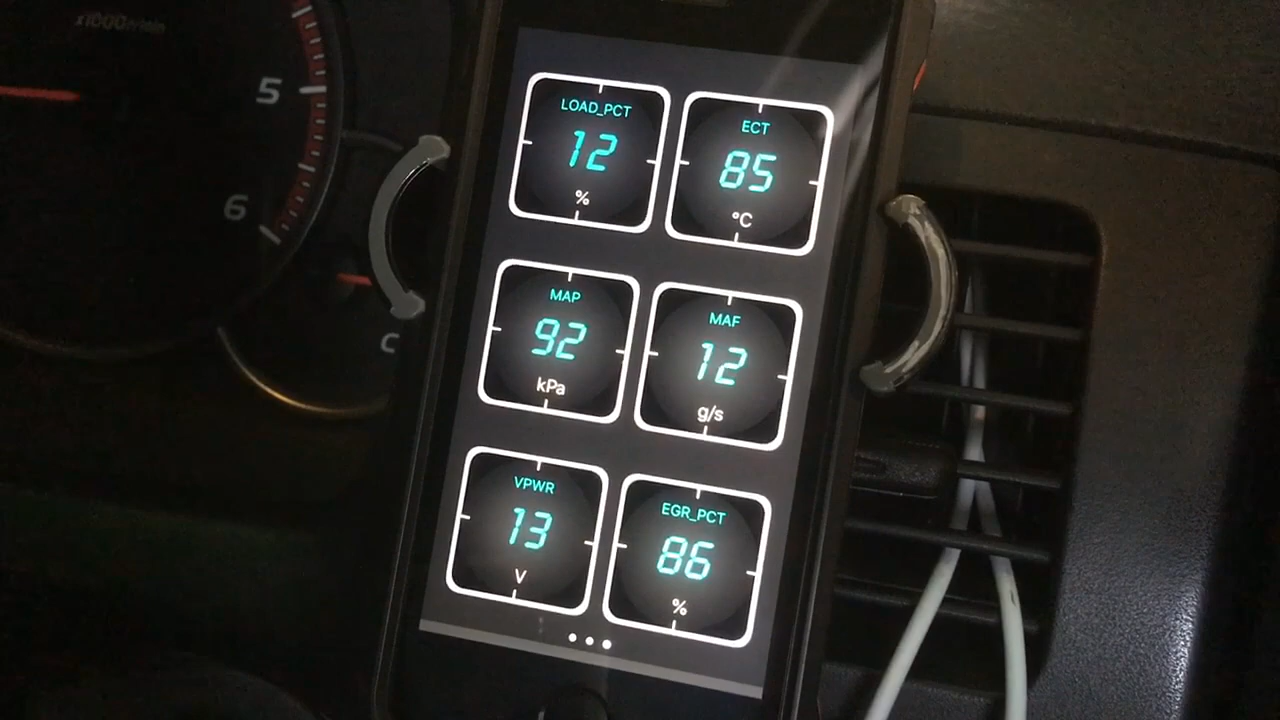 x1000r/min
5
6
C
LOAD_PCT
12
%
ECT
85
°C
MAP
92
kPa
MAF
12
g/s
VPWR
13
V
EGR_PCT
86
%